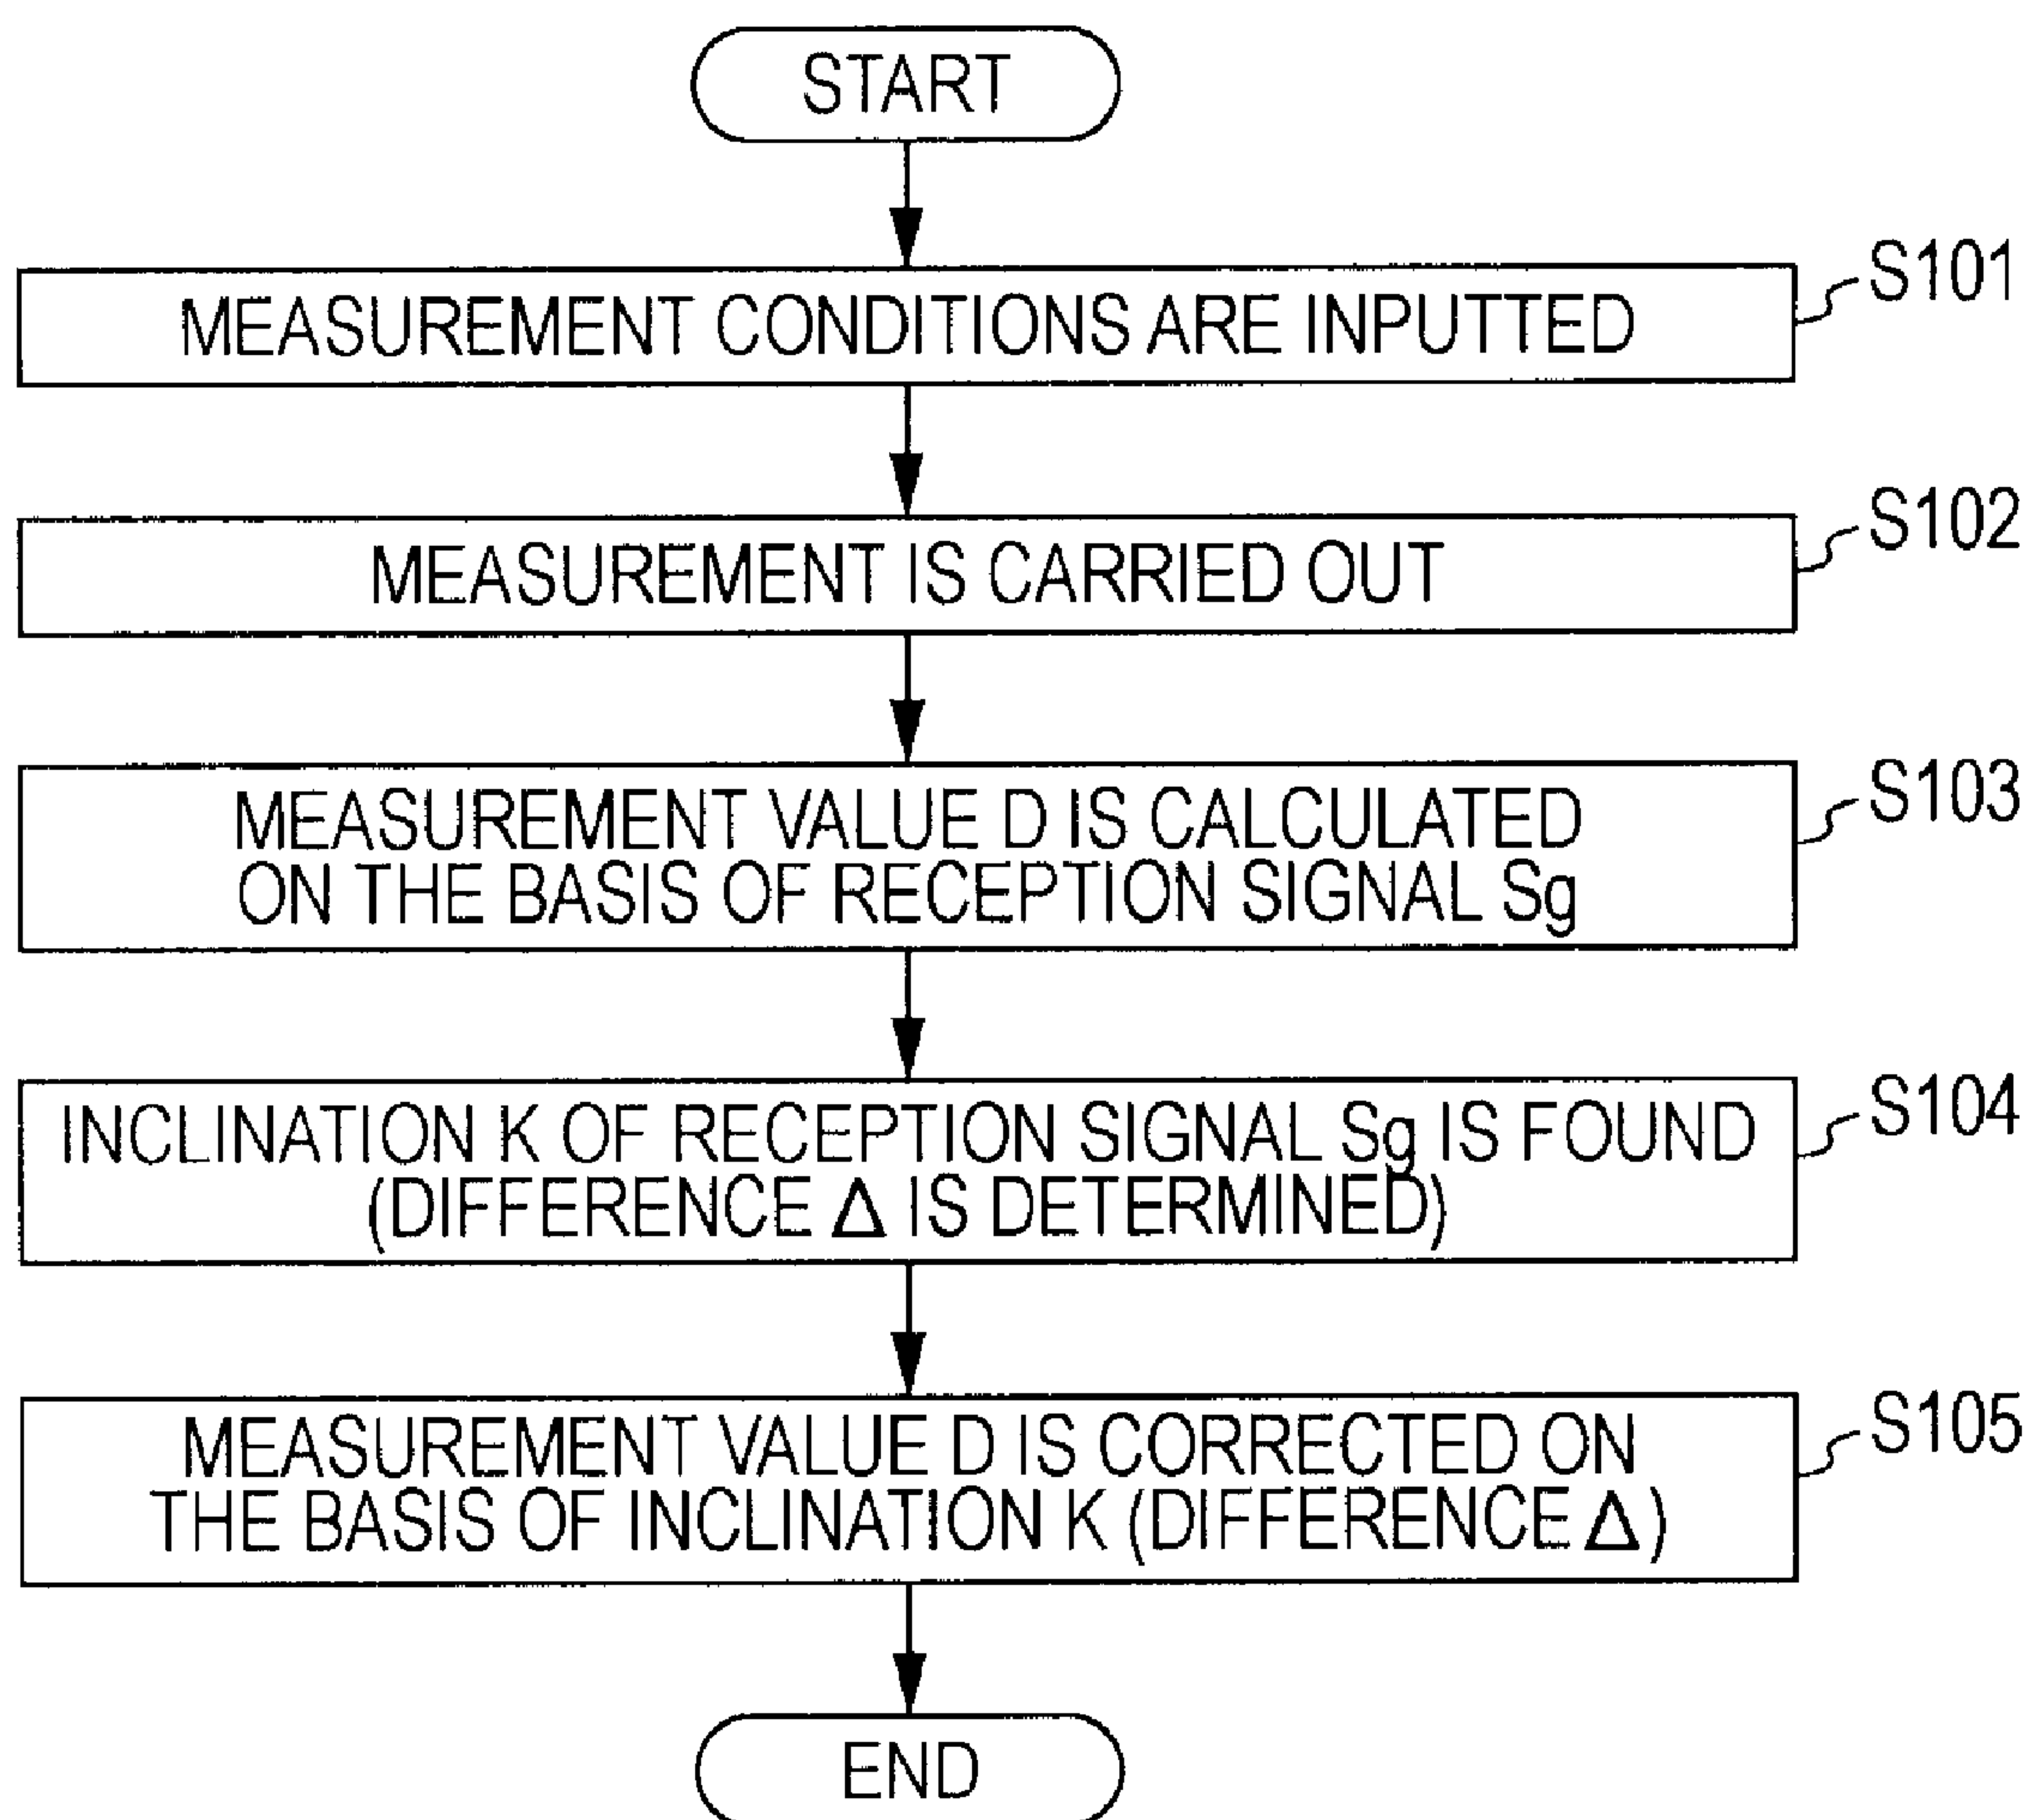 START
MEASUREMENT CONDITIONS ARE INPUTTED
S101
MEASUREMENT IS CARRIED OUT
S102
MEASUREMENT VALUE D IS CALCULATED
ON THE BASIS OF RECEPTION SIGNAL Sg
S103
INCLINATION K OF RECEPTION SIGNAL Sg IS FOUND
(DIFFERENCE Δ IS DETERMINED)
S104
MEASUREMENT VALUE D IS CORRECTED ON
THE BASIS OF INCLINATION K (DIFFERENCE Δ)
S105
END